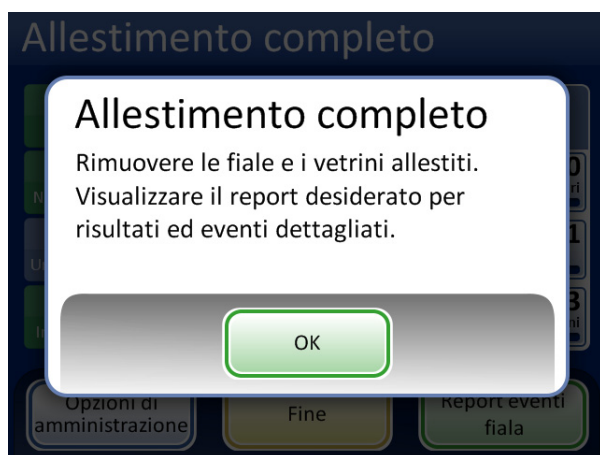 Allestimento completo
Allestimento completo
Rimuovere le fiale e i vetrini allestiti.
Visualizzare il report desiderato per
risultati ed eventi dettagliati.
OK
Opzioni di
amministrazione
Fine
Report eventi
fiala